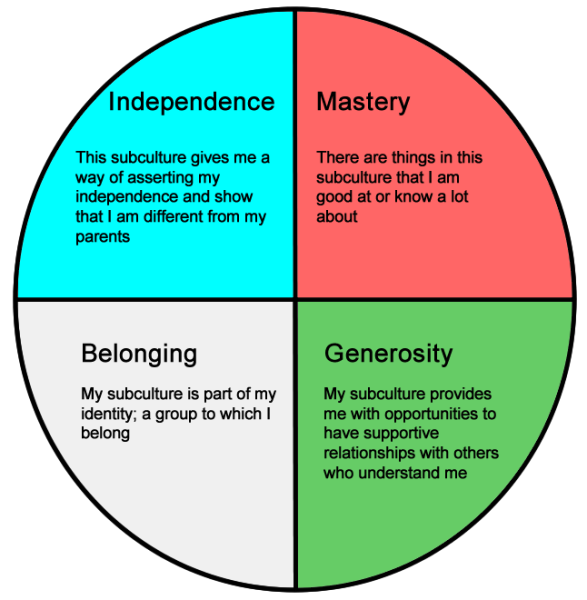 Independence
This subculture gives me a
way of asserting my
independence and show
that I am different from my
parents
Mastery
There are things in this
subculture that I am
good at or know a lot
about
Belonging
My subculture is part of my
identity; a group to which I
belong
Generosity
My subculture provides
me with opportunities to
have supportive
relationships with others
who understand me